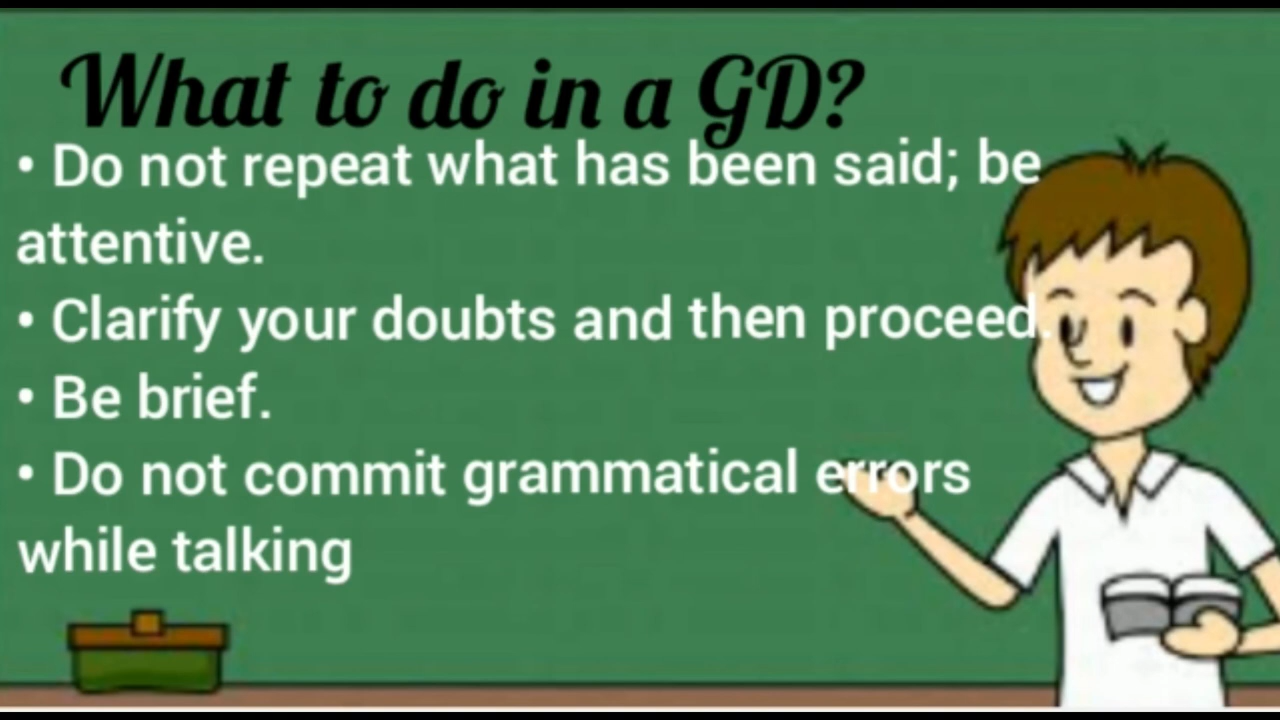 What to do in a GD?
• Do not repeat what has been said; be
attentive.
• Clarify your doubts and then proceed.
• Be brief.
• Do not commit grammatical errors
while talking